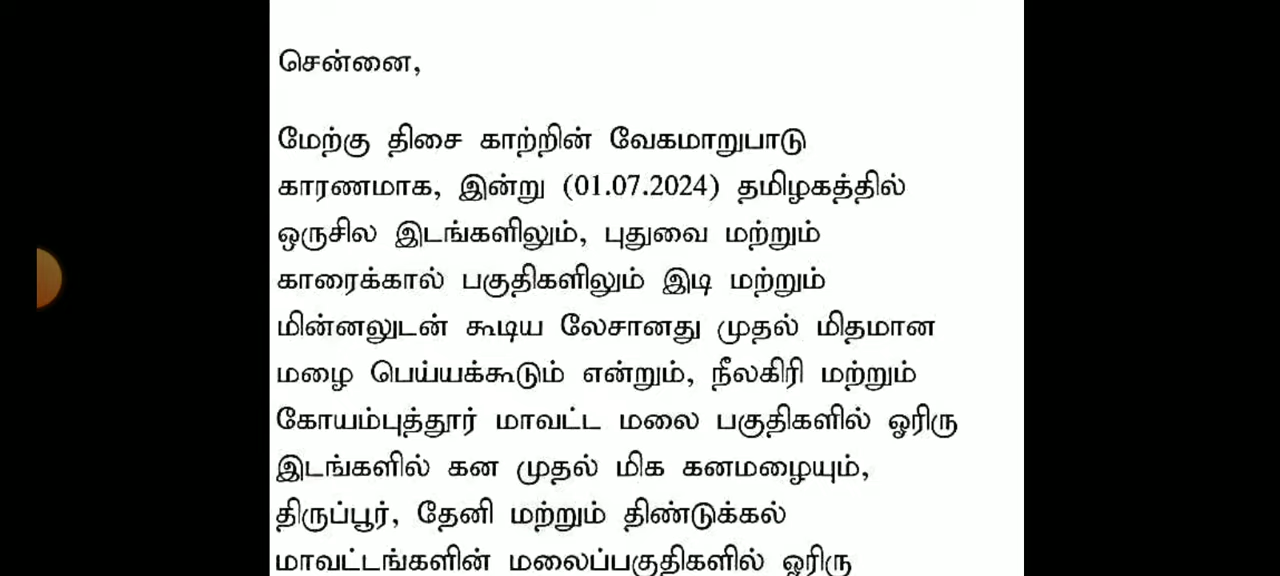 சென்னை,
மேற்கு திசை காற்றின் வேகமாறுபாடு
காரணமாக, இன்று (01.07.2024) தமிழகத்தில்
ஒருசில இடங்களிலும், புதுவை மற்றும்
காரைக்கால் பகுதிகளிலும் இடி மற்றும்
மின்னலுடன் கூடிய லேசானது முதல் மிதமான
மழை பெய்யக்கூடும் என்றும், நீலகிரி மற்றும்
கோயம்புத்தூர் மாவட்ட மலை பகுதிகளில் ஓரிரு
இடங்களில் கன முதல் மிக கனமழையும்,
திருப்பூர், தேனி மற்றும் திண்டுக்கல்
மாவட்டங்களின் மலைப்பகுதிகளில் ஓரிரு